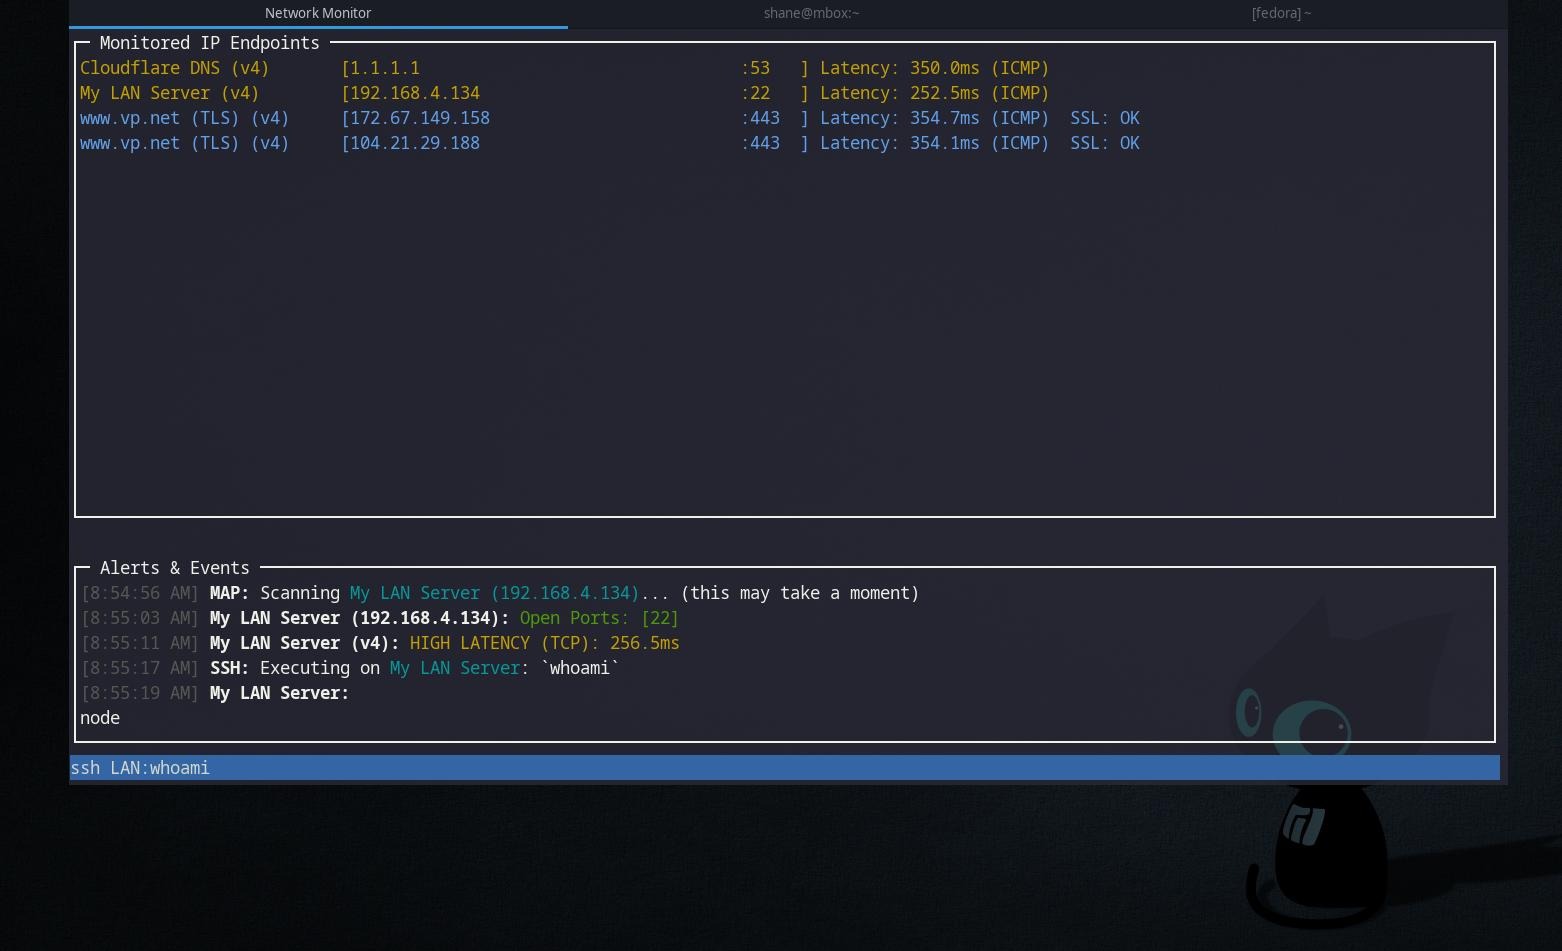 Network Monitor shane@mbox:~ [fedora] ~
Monitored IP Endpoints
Cloudflare DNS (v4) [1.1.1.1 :53 ] Latency: 350.0ms (ICMP)
My LAN Server (v4) [192.168.4.134 :22 ] Latency: 252.5ms (ICMP)
www.vp.net (TLS) (v4) [172.67.149.158 :443 ] Latency: 354.7ms (ICMP) SSL: OK
www.vp.net (TLS) (v4) [104.21.29.188 :443 ] Latency: 354.1ms (ICMP) SSL: OK
Alerts & Events
[8:54:56 AM] MAP: Scanning My LAN Server (192.168.4.134)... (this may take a moment)
[8:55:03 AM] My LAN Server (192.168.4.134): Open Ports: [22]
[8:55:11 AM] My LAN Server (v4): HIGH LATENCY (TCP): 256.5ms
[8:55:17 AM] SSH: Executing on My LAN Server: `whoami`
[8:55:19 AM] My LAN Server:
node
ssh LAN:whoami